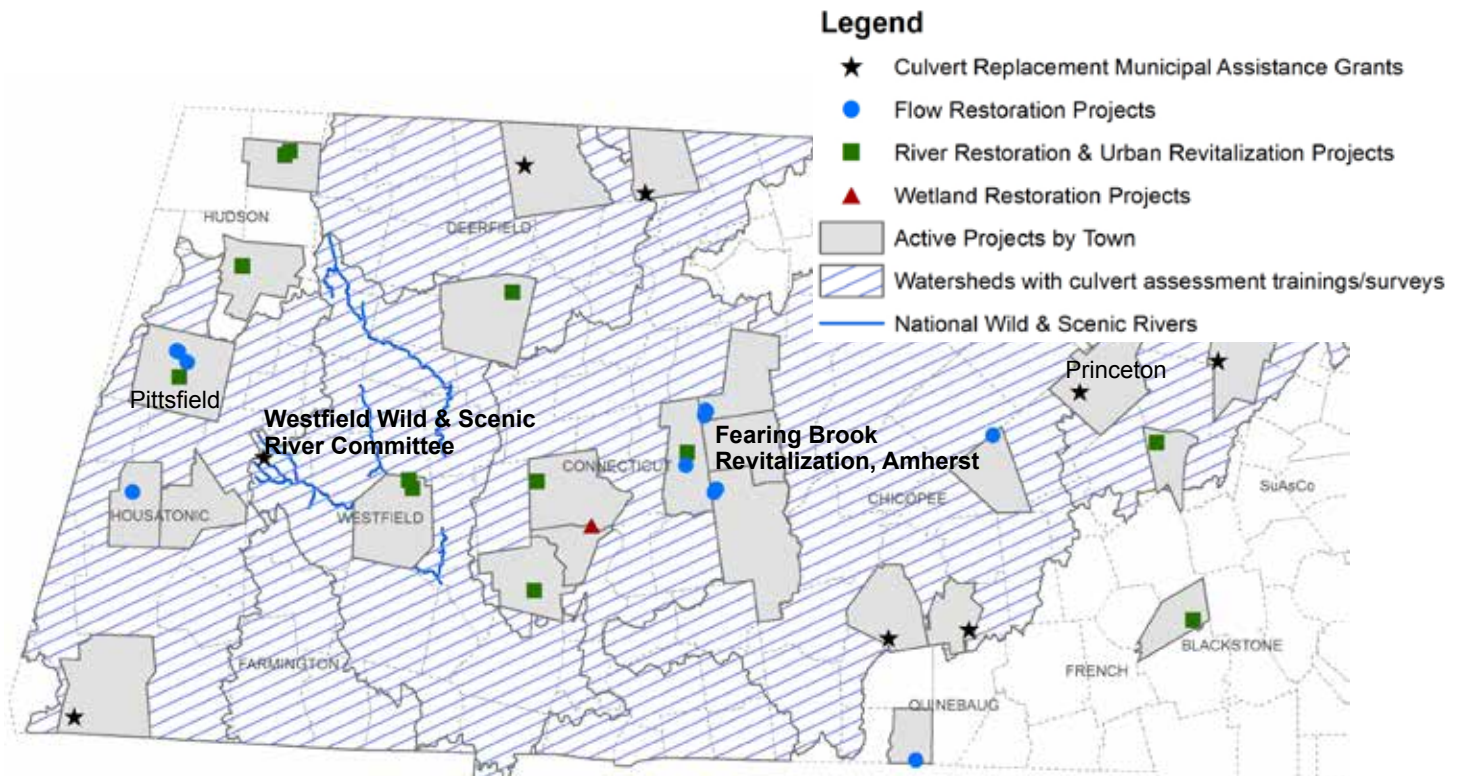 Legend
Culvert Replacement Municipal Assistance Grants
Flow Restoration Projects
River Restoration & Urban Revitalization Projects
Wetland Restoration Projects
Active Projects by Town
Watersheds with culvert assessment trainings/surveys
National Wild & Scenic Rivers
HUDSON
DEERFIELD
Princeton
Pittsfield
Westfield Wild & Scenic
River Committee
Fearing Brook
Revitalization, Amherst
CONNECTICUT
CHICOPEE
SuAsCo
HOUSATONIC
WESTFIELD
BLACKSTONE
FARMINGTON
FRENCH
QUINEBAUG